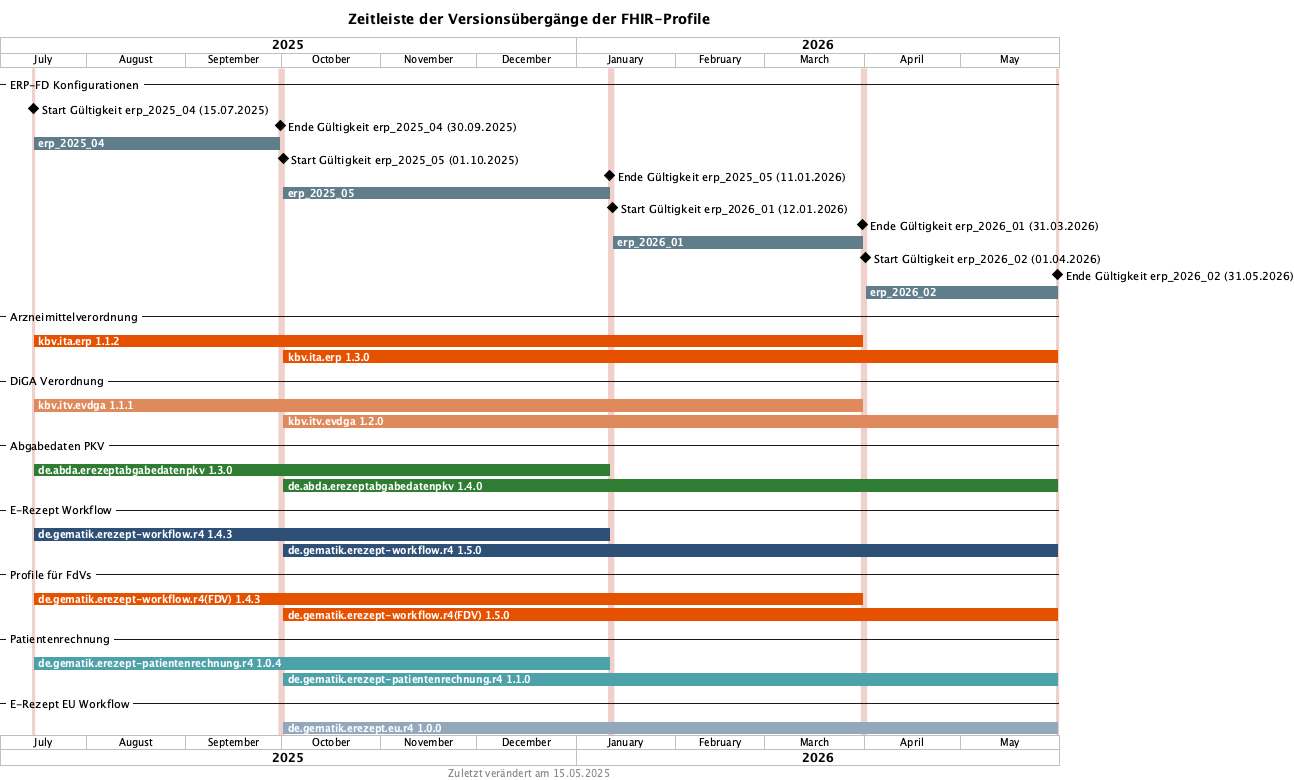 Zeitleiste der Versionsübergänge der FHIR-Profile
2025 2026
July August September October November December January February March April May
ERP-FD Konfigurationen
Start Gültigkeit erp_2025_04 (15.07.2025)
Ende Gültigkeit erp_2025_04 (30.09.2025)
erp_2025_04
Start Gültigkeit erp_2025_05 (01.10.2025)
Ende Gültigkeit erp_2025_05 (11.01.2026)
erp_2025_05
Start Gültigkeit erp_2026_01 (12.01.2026)
Ende Gültigkeit erp_2026_01 (31.03.2026)
erp_2026_01
Start Gültigkeit erp_2026_02 (01.04.2026)
Ende Gültigkeit erp_2026_02 (31.05.2026)
erp_2026_02
Arzneimittelverordnung
kbv.ita.erp 1.1.2
kbv.ita.erp 1.3.0
DiGA Verordnung
kbv.itv.evdga 1.1.1
kbv.itv.evdga 1.2.0
Abgabedaten PKV
de.abda.erezeptabgabedatenpkv 1.3.0
de.abda.erezeptabgabedatenpkv 1.4.0
E-Rezept Workflow
de.gematik.erezept-workflow.r4 1.4.3
de.gematik.erezept-workflow.r4 1.5.0
Profile für FdVs
de.gematik.erezept-workflow.r4(FDV) 1.4.3
de.gematik.erezept-workflow.r4(FDV) 1.5.0
Patientenrechnung
de.gematik.erezept-patientenrechnung.r4 1.0.4
de.gematik.erezept-patientenrechnung.r4 1.1.0
E-Rezept EU Workflow
de.gematik.erezept.eu.r4 1.0.0
July August September October November December January February March April May
2025 2026
Zuletzt verändert am 15.05.2025